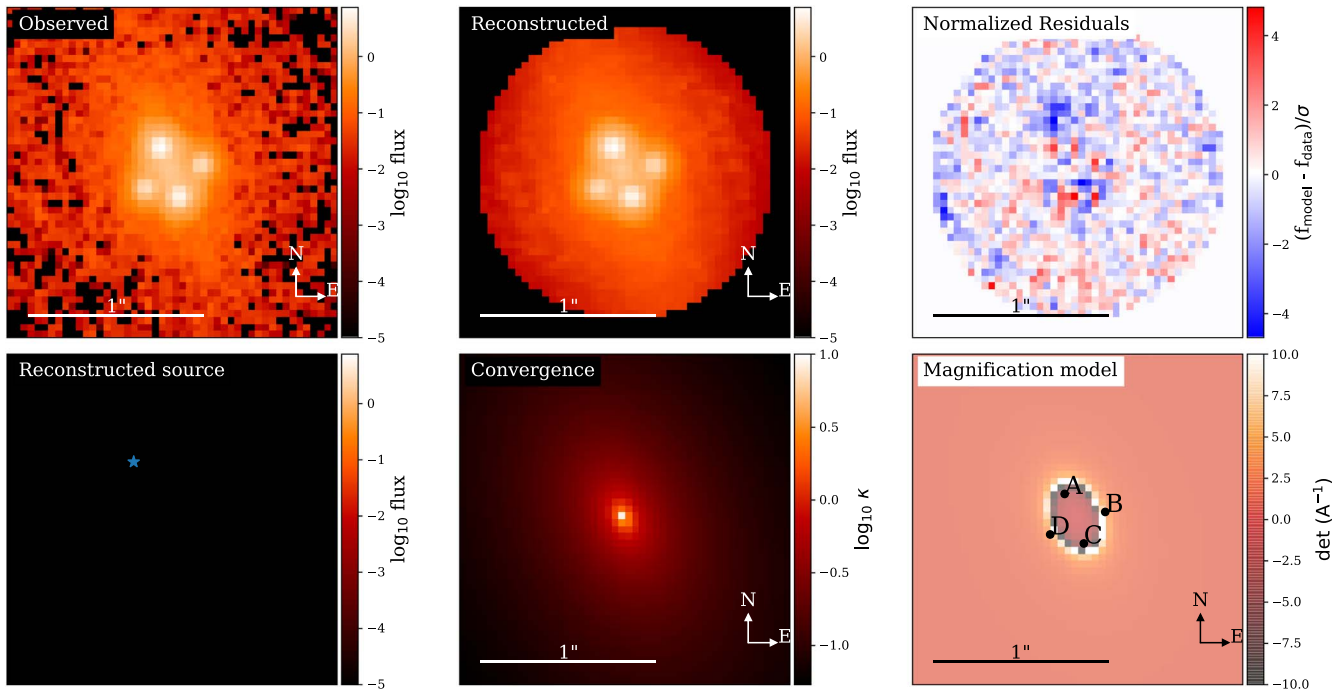 Observed
N
E
1"
0
−1
−2
−3
−4
−5
log₁₀ flux
Reconstructed
N
E
1"
0
−1
−2
−3
−4
−5
log₁₀ flux
Normalized Residuals
1"
4
2
0
−2
−4
(f_model - f_data)/σ
Reconstructed source
0
−1
−2
−3
−4
−5
log₁₀ flux
Convergence
N
E
1"
1.0
0.5
0.0
−0.5
−1.0
log₁₀ κ
Magnification model
A
B
D
C
N
E
1"
10.0
7.5
5.0
2.5
0.0
−2.5
−5.0
−7.5
−10.0
det (A⁻¹)